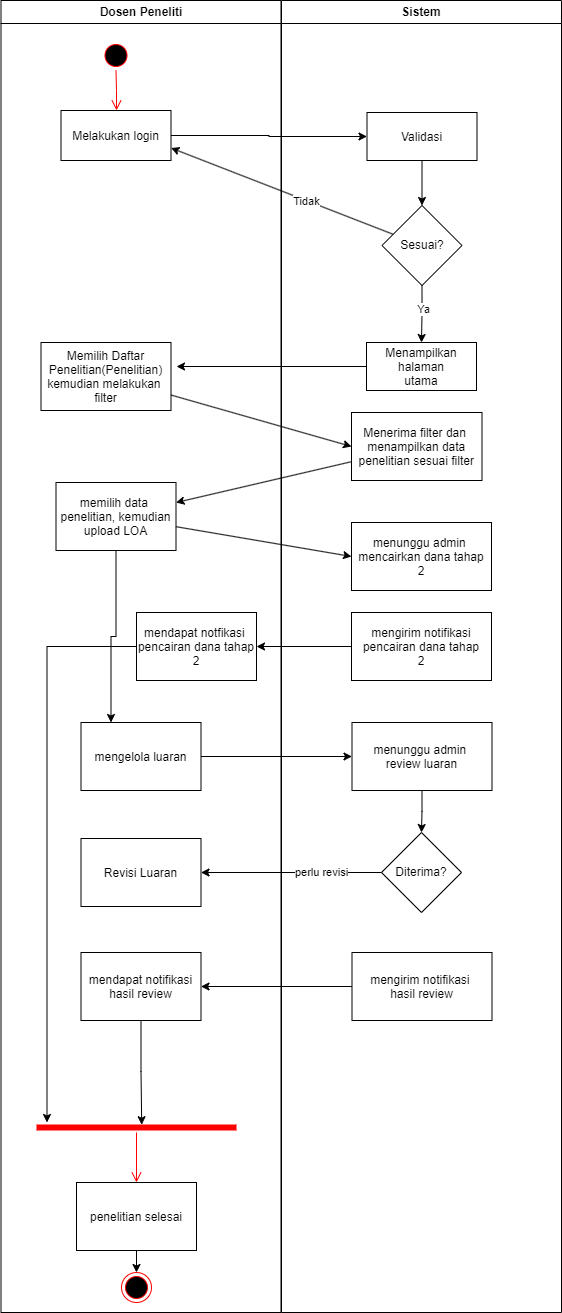 Dosen Peneliti
Sistem
Melakukan login
Validasi
Tidak
Sesuai?
Ya
Memilih Daftar
Penelitian(Penelitian)
kemudian melakukan
filter
Menampilkan
halaman
utama
Menerima filter dan
menampilkan data
penelitian sesuai filter
memilih data
penelitian, kemudian
upload LOA
menunggu admin
mencairkan dana tahap
2
mendapat notfikasi
pencairan dana tahap
2
mengirim notifikasi
pencairan dana tahap
2
mengelola luaran
menunggu admin
review luaran
Revisi Luaran
perlu revisi
Diterima?
mendapat notifikasi
hasil review
mengirim notifikasi
hasil review
penelitian selesai